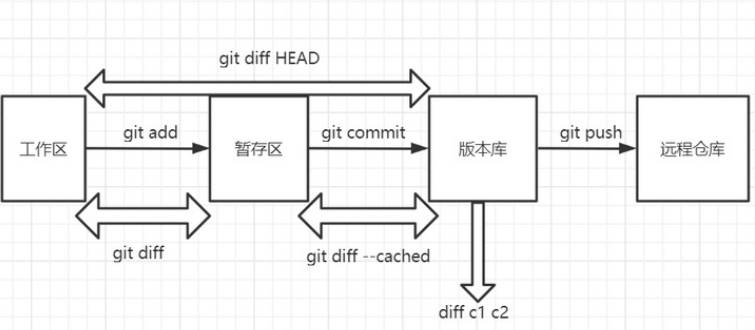 git diff HEAD
工作区
git add
暂存区
git commit
版本库
git push
远程仓库
git diff
git diff --cached
diff c1 c2